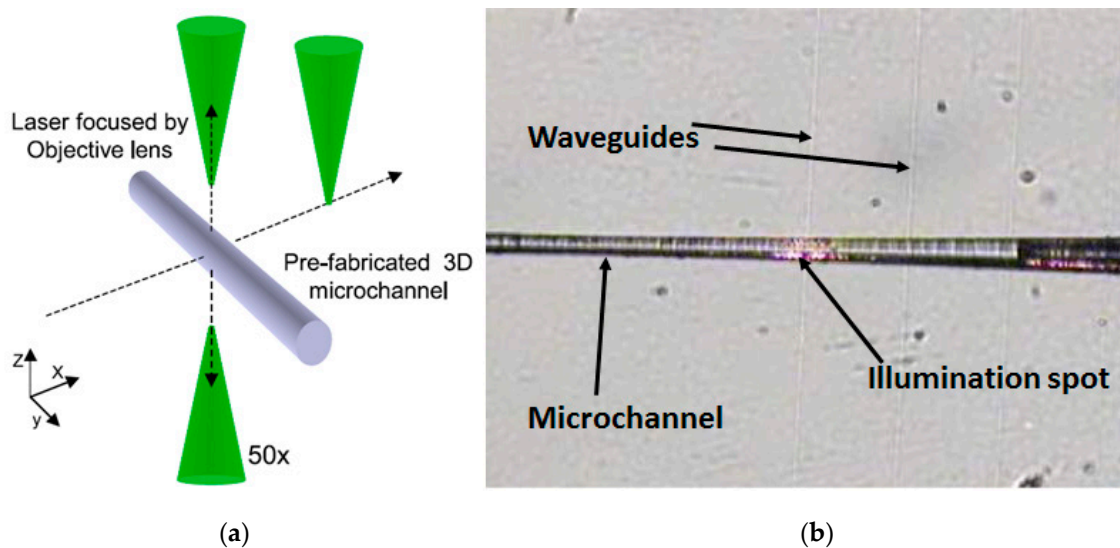 Laser focused by
Objective lens
Pre-fabricated 3D
microchannel
Z
X
y
50x
(a)
Waveguides
Illumination spot
Microchannel
(b)